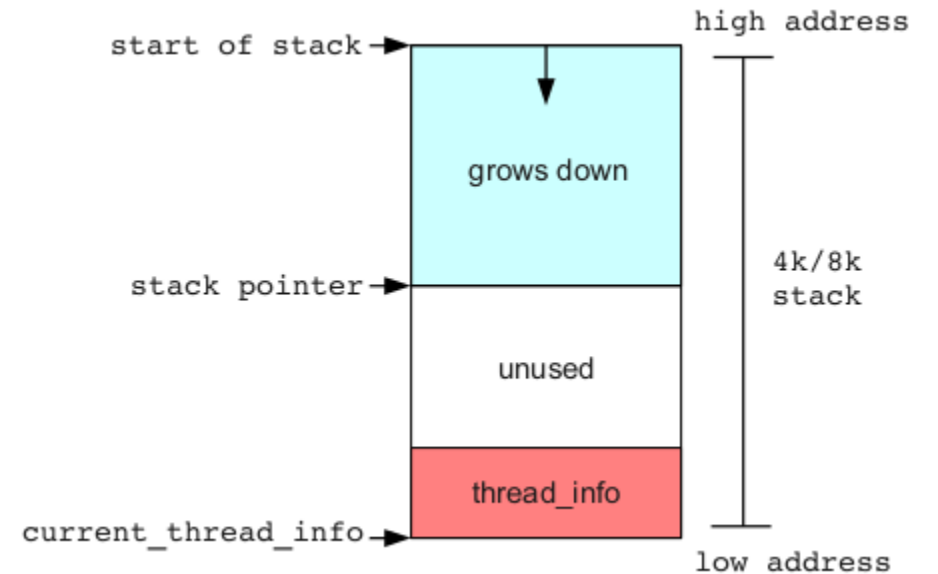 high address
start of stack
grows down
4k/8k
stack
stack pointer
unused
thread_info
current_thread_info
low address